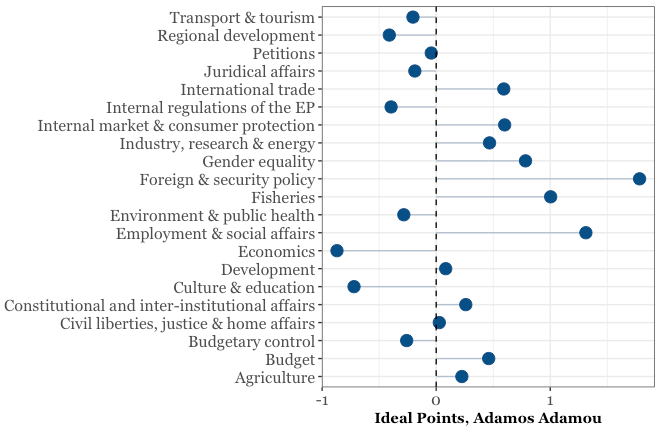 Transport & tourism
Regional development
Petitions
Juridical affairs
International trade
Internal regulations of the EP
Internal market & consumer protection
Industry, research & energy
Gender equality
Foreign & security policy
Fisheries
Environment & public health
Employment & social affairs
Economics
Development
Culture & education
Constitutional and inter-institutional affairs
Civil liberties, justice & home affairs
Budgetary control
Budget
Agriculture
-1 0 1
Ideal Points, Adamos Adamou